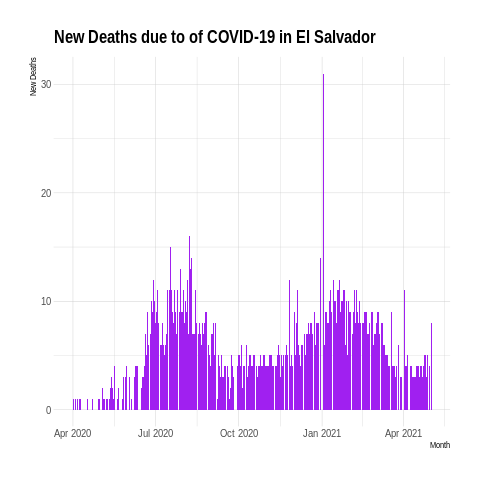 New Deaths due to of COVID-19 in El Salvador
New Deaths
30
20
10
0
Apr 2020 Jul 2020 Oct 2020 Jan 2021 Apr 2021
Month